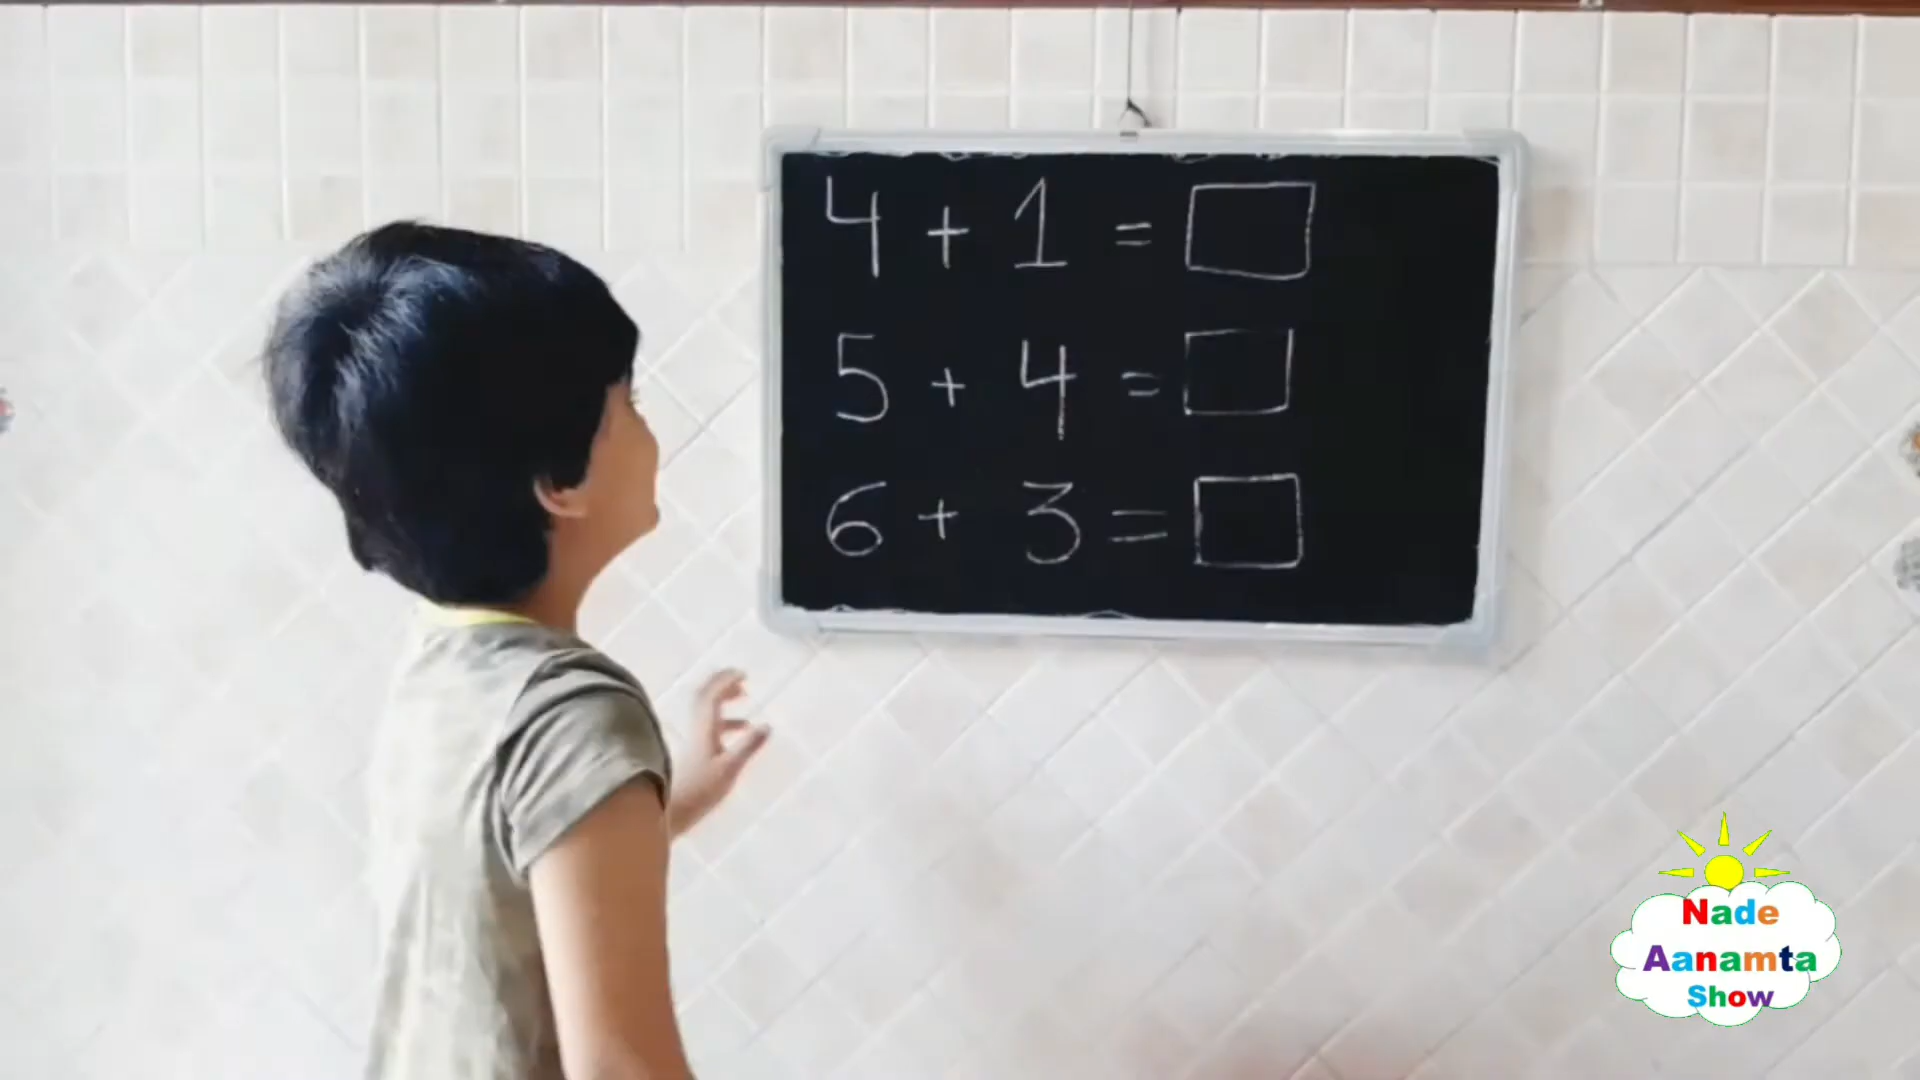 4 + 1 =
5 + 4 =
6 + 3 =
Nade
Aanamta
Show